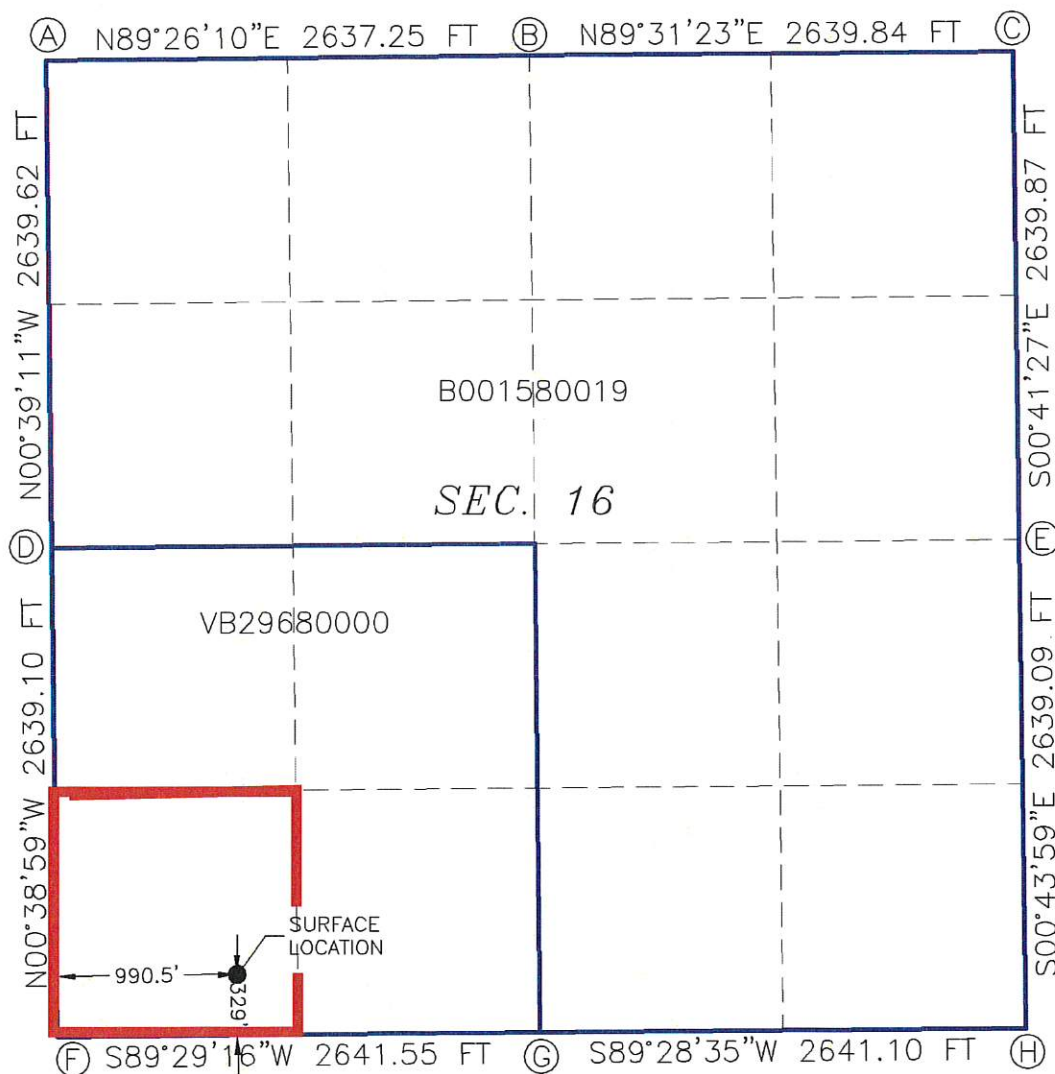 A N89°26'10"E 2637.25 FT B N89°31'23"E 2639.84 FT C
N00°39'11"W 2639.62 FT
S00°41'27"E 2639.87 FT
B001580019
SEC. 16
D
E
VB29680000
N00°38'59"W 2639.10 FT
S00°43'59"E 2639.09 FT
SURFACE
LOCATION
990.5'
329'
F S89°29'16"W 2641.55 FT G S89°28'35"W 2641.10 FT H